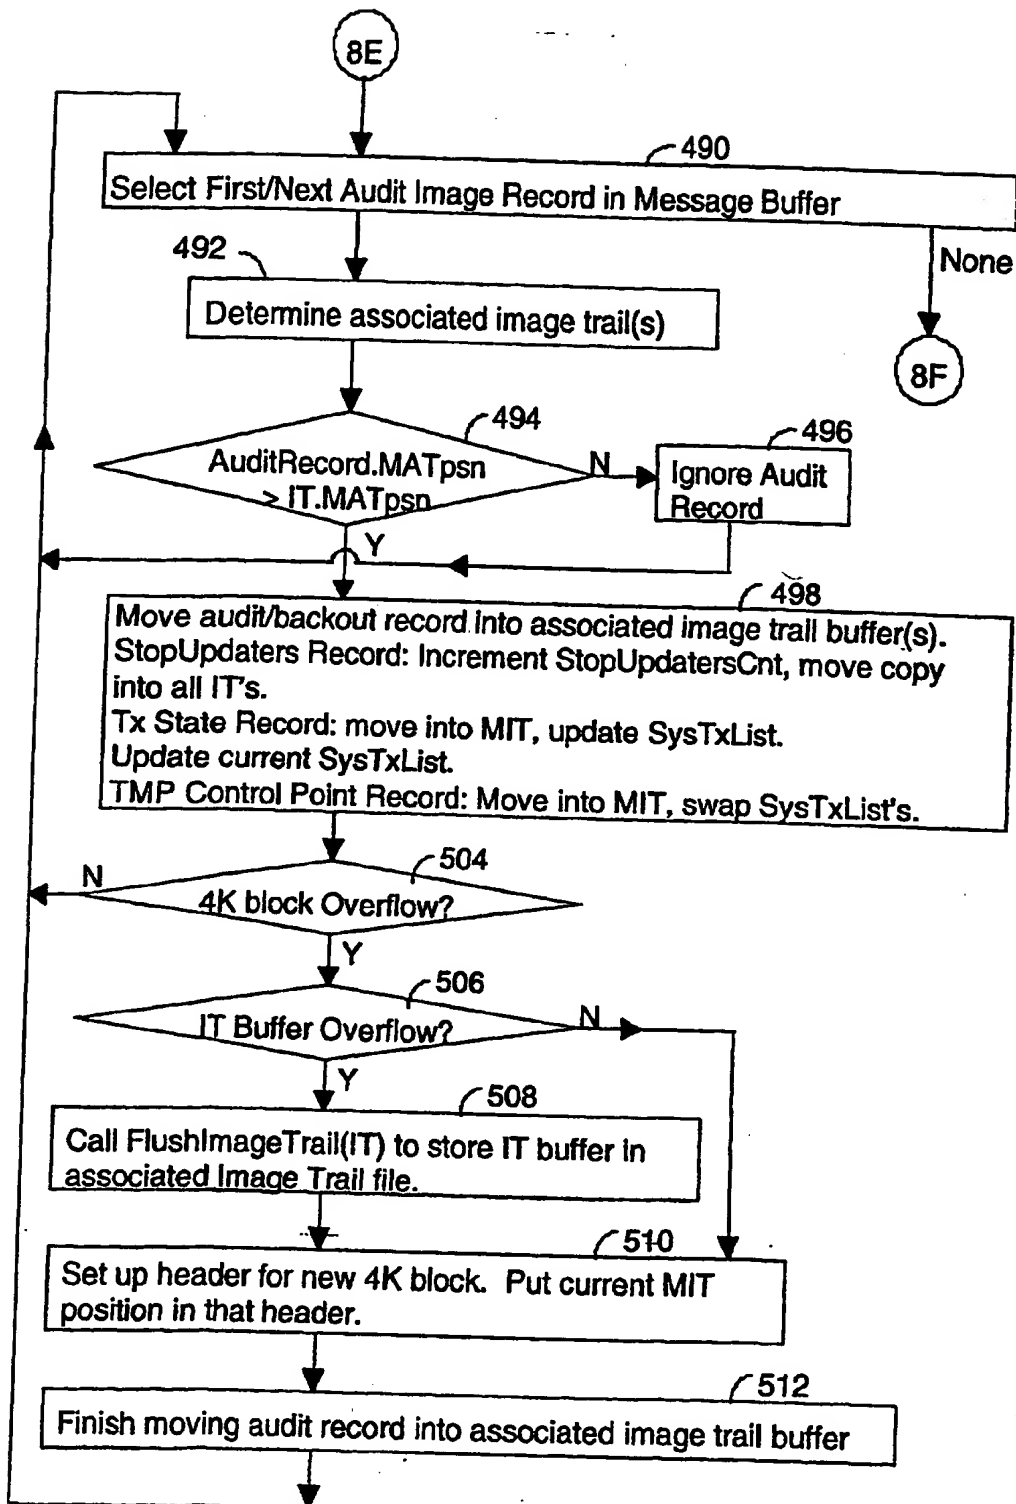 8E
490
Select First/Next Audit Image Record in Message Buffer
None
492
Determine associated image trail(s)
8F
494
AuditRecord.MATpsn
> IT.MATpsn
N
496
Ignore Audit
Record
Y
498
Move audit/backout record into associated image trail buffer(s).
StopUpdaters Record: Increment StopUpdatersCnt, move copy
into all IT's.
Tx State Record: move into MIT, update SysTxList.
Update current SysTxList.
TMP Control Point Record: Move into MIT, swap SysTxList's.
504
N
4K block Overflow?
Y
506
IT Buffer Overflow?
N
Y
508
Call FlushImageTrail(IT) to store IT buffer in
associated Image Trail file.
510
Set up header for new 4K block. Put current MIT
position in that header.
512
Finish moving audit record into associated image trail buffer